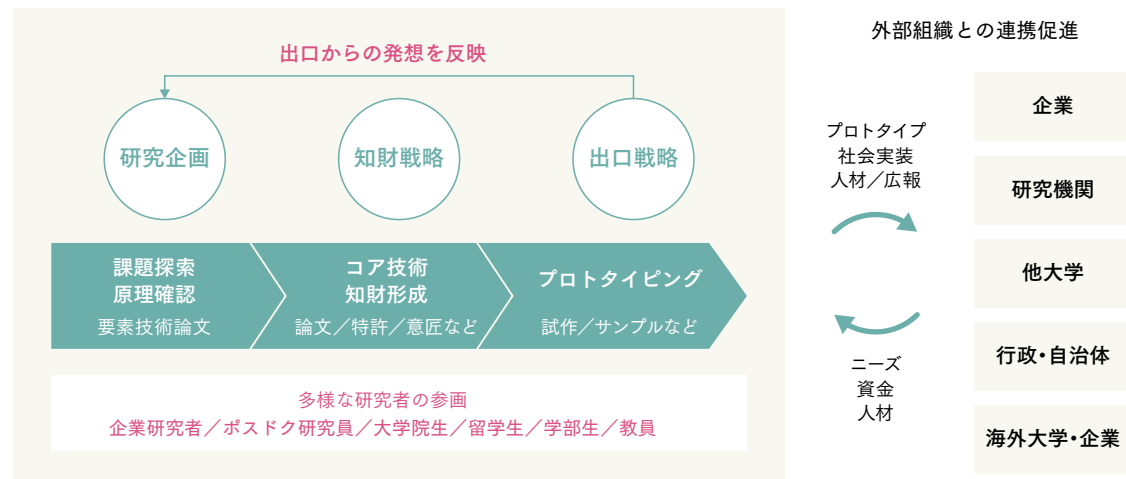 出口からの発想を反映
研究企画
知財戦略
出口戦略
課題探索
原理確認
要素技術論文
コア技術
知財形成
論文／特許／意匠など
プロトタイピング
試作／サンプルなど
多様な研究者の参画
企業研究者／ポスドク研究員／大学院生／留学生／学部生／教員
外部組織との連携促進
プロトタイプ
社会実装
人材／広報
ニーズ
資金
人材
企業
研究機関
他大学
行政・自治体
海外大学・企業